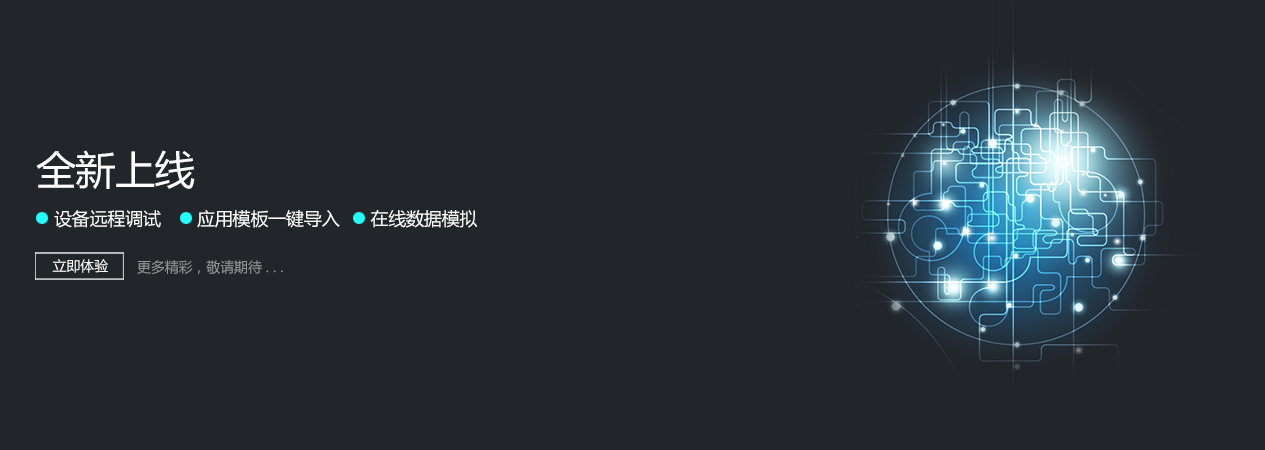 全新上线
设备远程调试 应用模板一键导入 在线数据模拟
立即体验 更多精彩，敬请期待 . . .